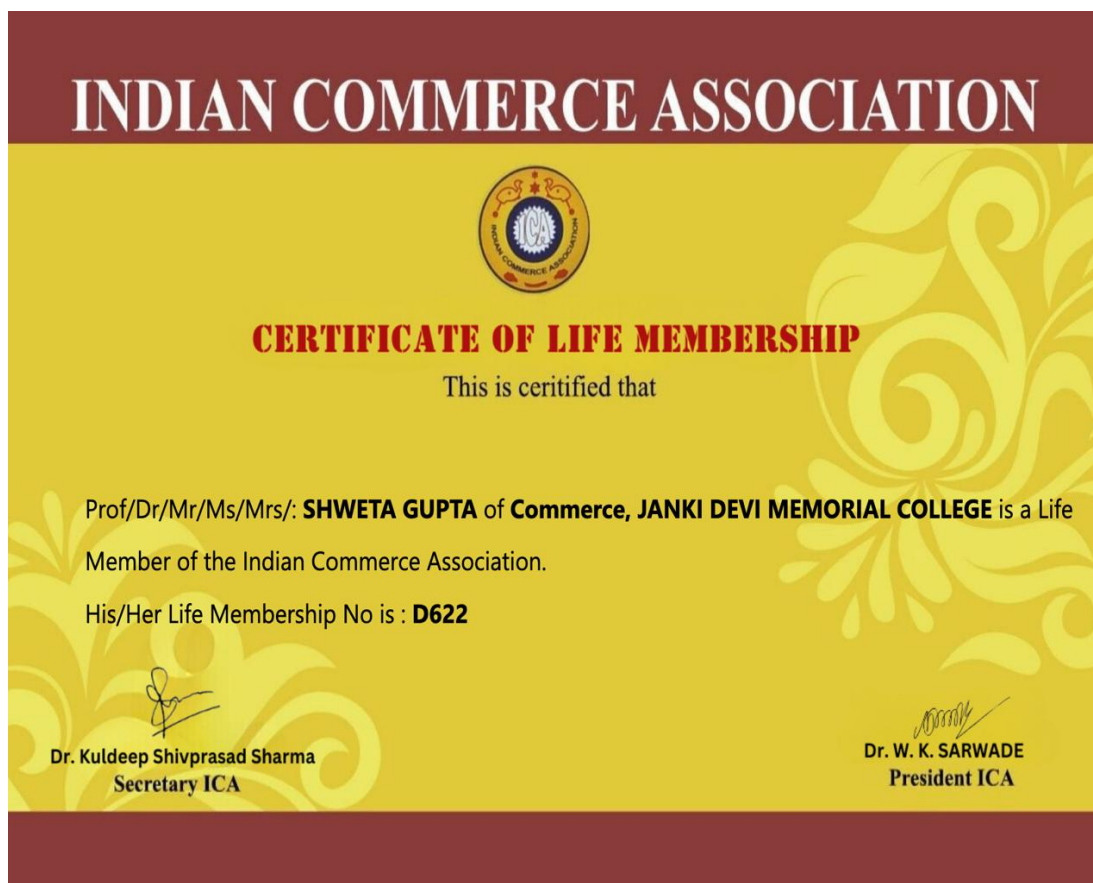 INDIAN COMMERCE ASSOCIATION
ICA
INDIAN COMMERCE ASSOCIATION
CERTIFICATE OF LIFE MEMBERSHIP
This is ceritified that
Prof/Dr/Mr/Ms/Mrs/: SHWETA GUPTA of Commerce, JANKI DEVI MEMORIAL COLLEGE is a Life
Member of the Indian Commerce Association.
His/Her Life Membership No is : D622
Dr. Kuldeep Shivprasad Sharma
Secretary ICA
Dr. W. K. SARWADE
President ICA